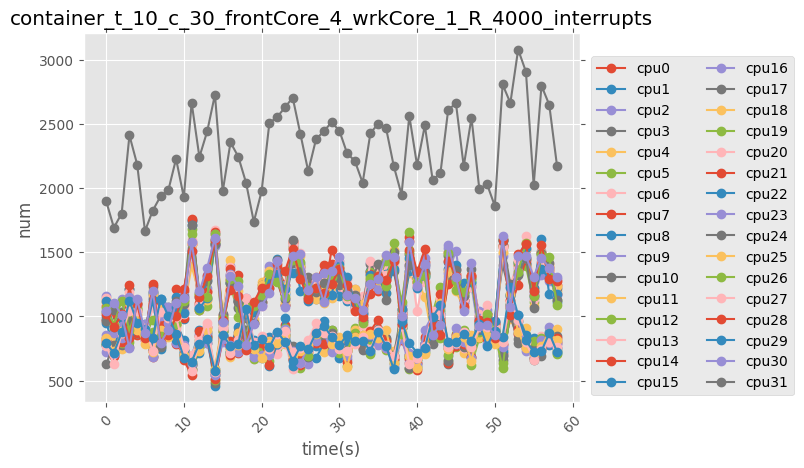 container_t_10_c_30_frontCore_4_wrkCore_1_R_4000_interrupts
3000
2500
2000
1500
1000
500
num
0
10
20
30
40
50
60
time(s)
cpu0
cpu1
cpu2
cpu3
cpu4
cpu5
cpu6
cpu7
cpu8
cpu9
cpu10
cpu11
cpu12
cpu13
cpu14
cpu15
cpu16
cpu17
cpu18
cpu19
cpu20
cpu21
cpu22
cpu23
cpu24
cpu25
cpu26
cpu27
cpu28
cpu29
cpu30
cpu31